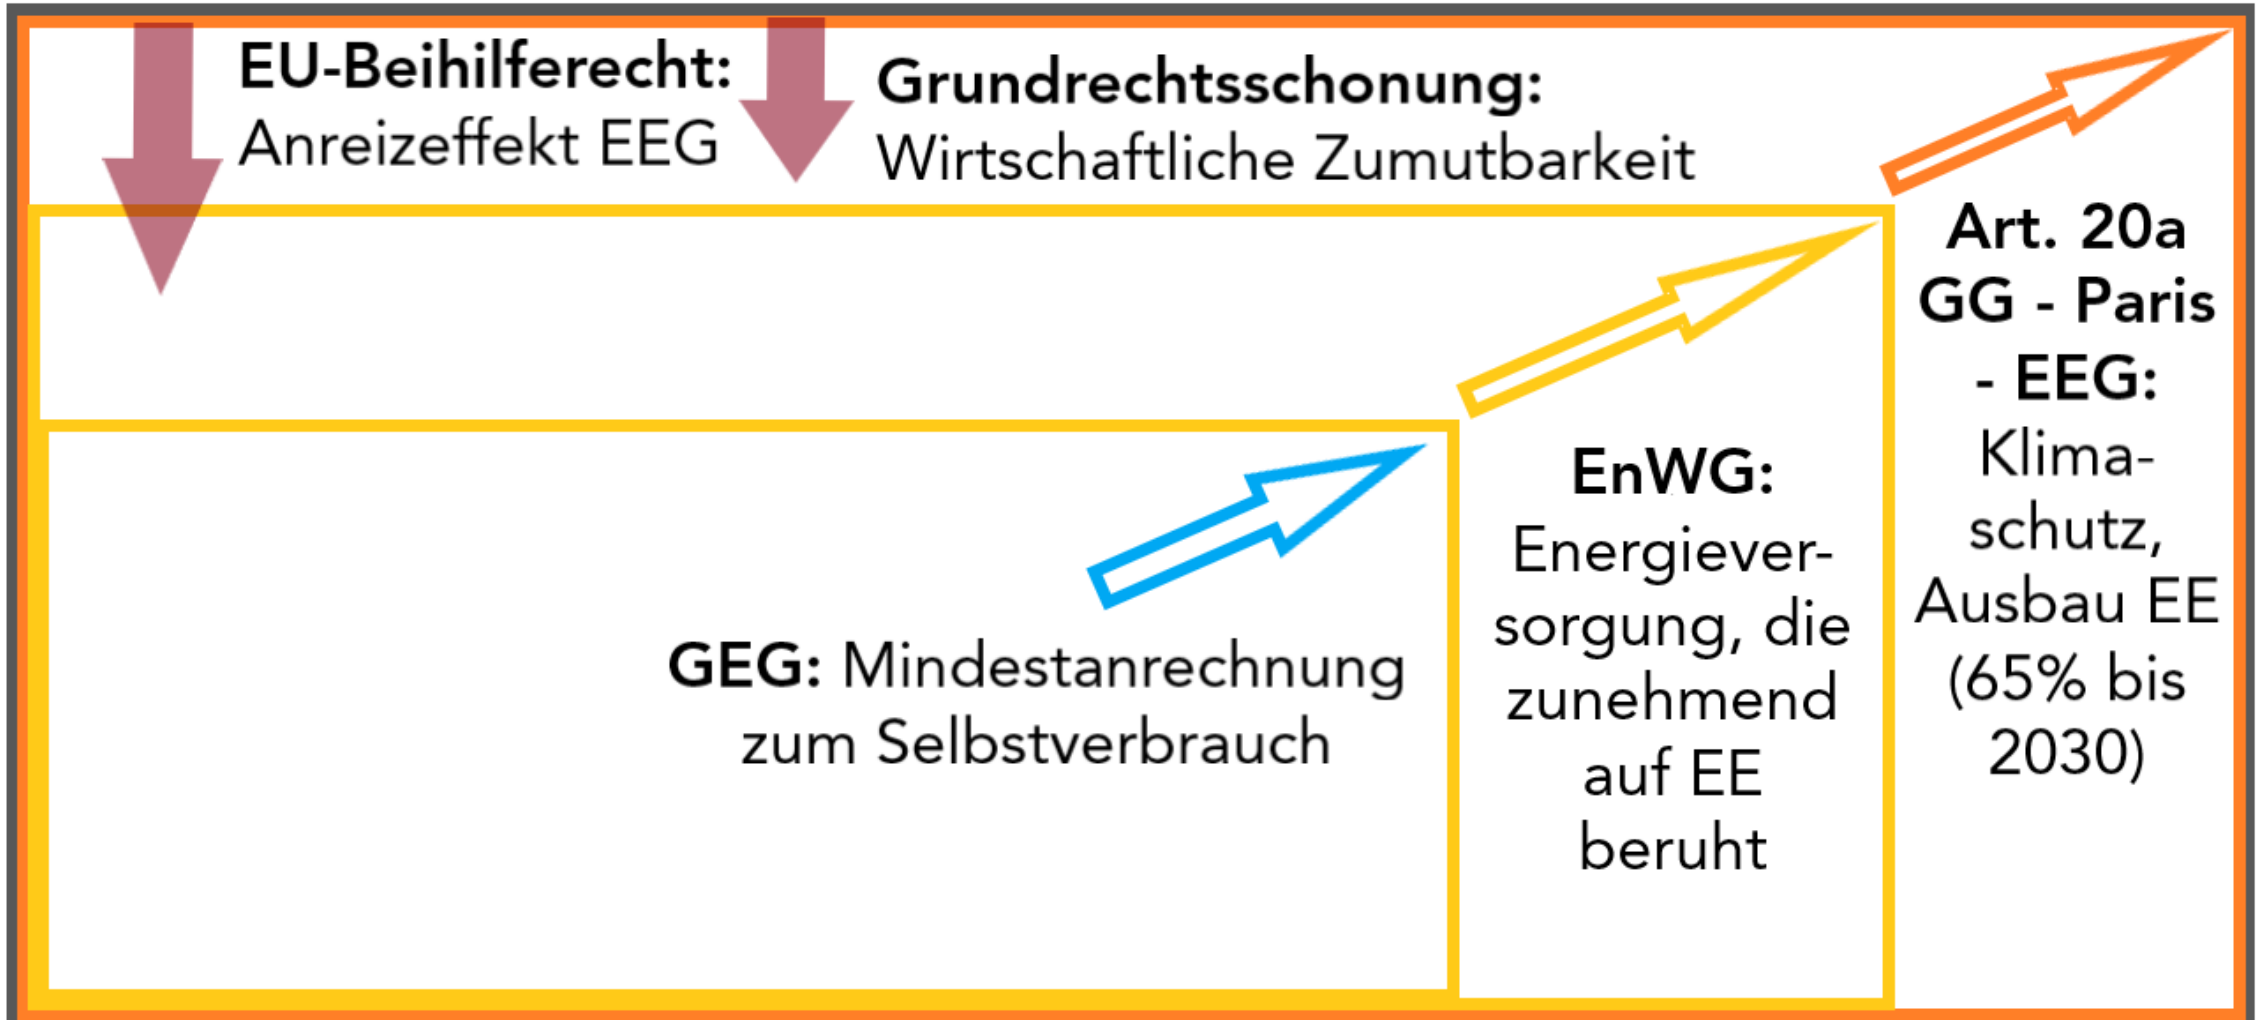 EU-Beihilferecht:
Anreizeffekt EEG
Grundrechtsschonung:
Wirtschaftliche Zumutbarkeit
Art. 20a
GG - Paris
- EEG:
Klima-
schutz,
Ausbau EE
(65% bis
2030)
EnWG:
Energiever-
sorgung, die
zunehmend
auf EE
beruht
GEG: Mindestanrechnung
zum Selbstverbrauch